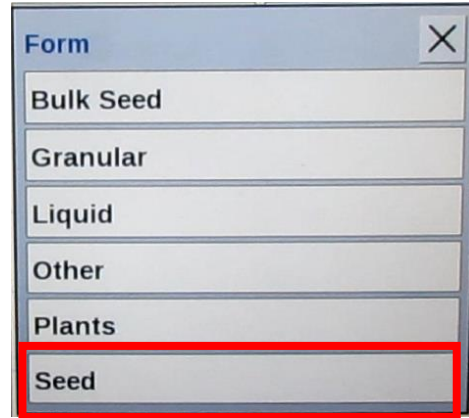 Form
Bulk Seed
Granular
Liquid
Other
Plants
Seed